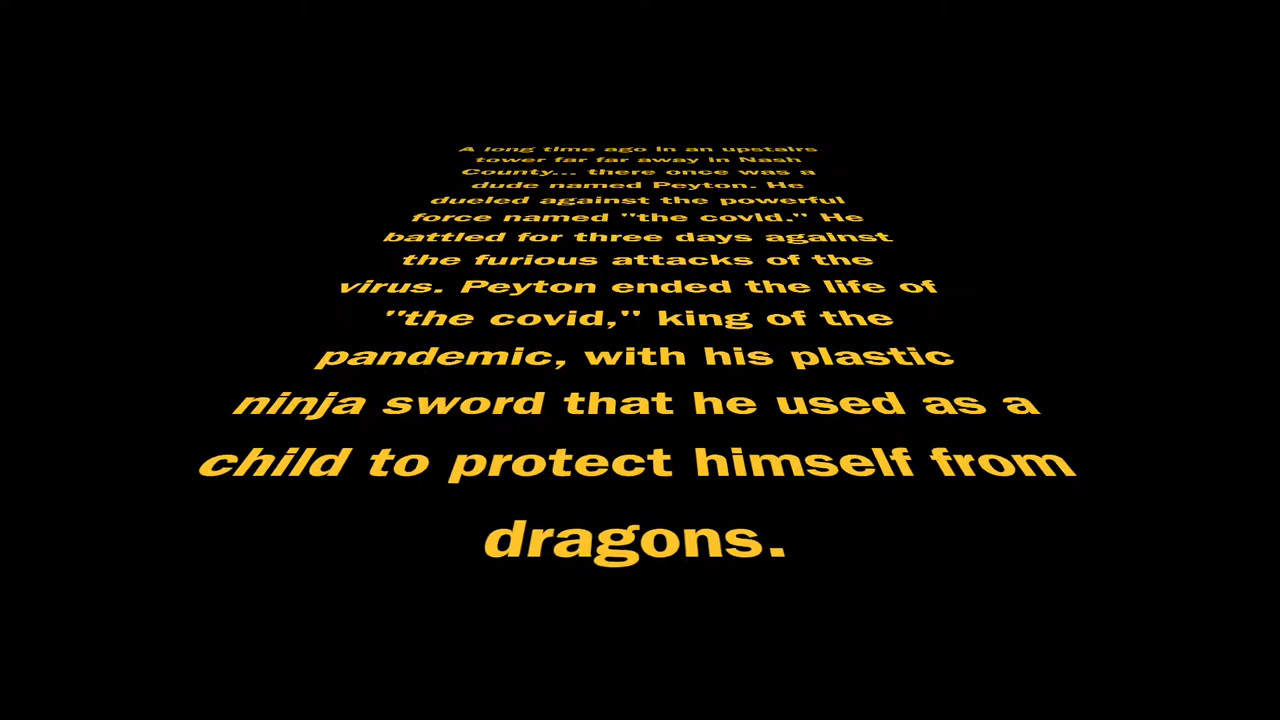 A long time ago in an upstairs
tower far far away in Nash
County... there once was a
dude named Peyton. He
dueled against the powerful
force named "the covid." He
battled for three days against
the furious attacks of the
virus. Peyton ended the life of
"the covid," king of the
pandemic, with his plastic
ninja sword that he used as a
child to protect himself from
dragons.